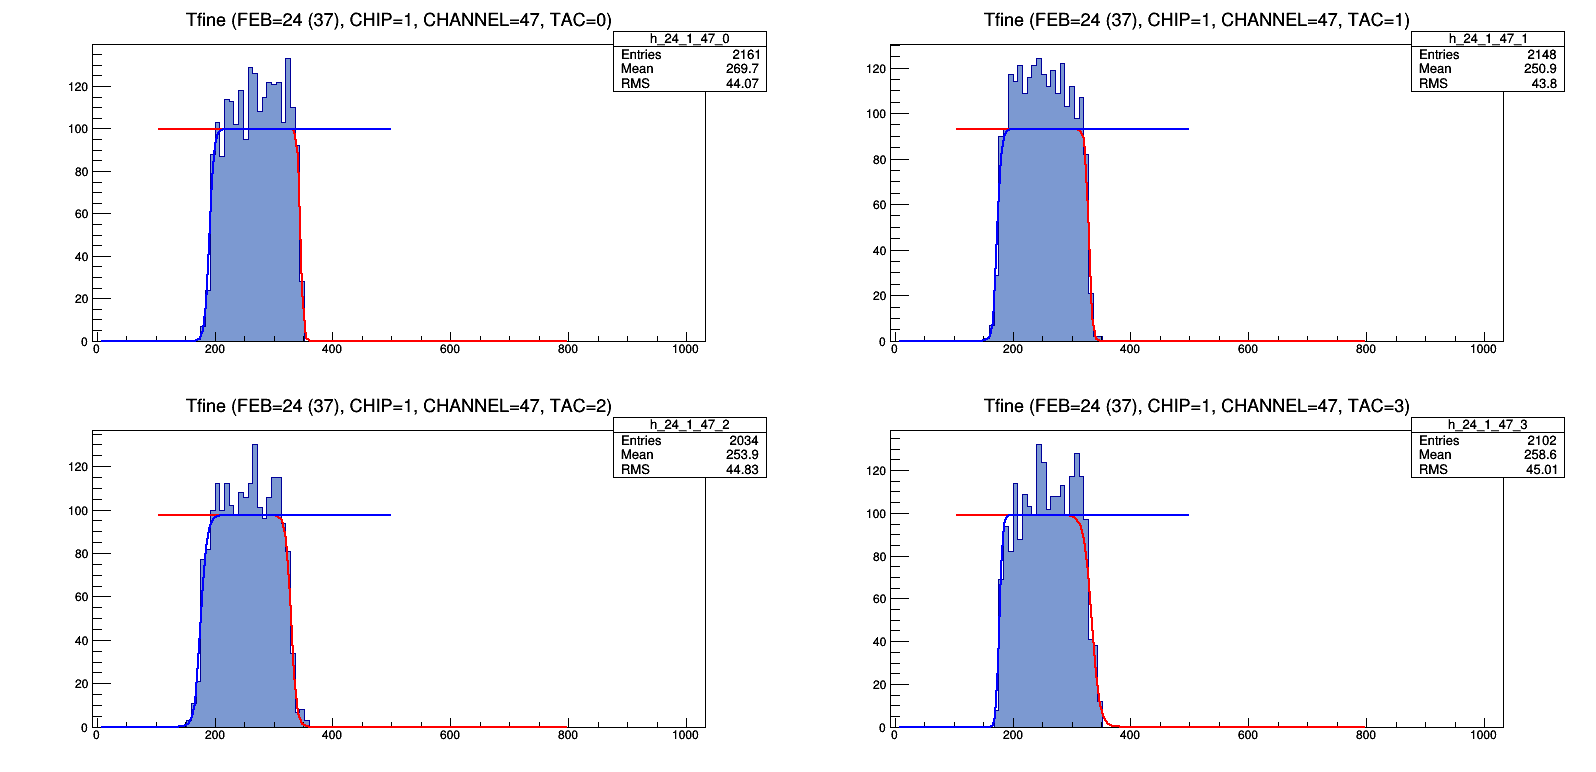 Tfine (FEB=24 (37), CHIP=1, CHANNEL=47, TAC=0)
h_24_1_47_0
Entries 2161
Mean 269.7
RMS 44.07
120
100
80
60
40
20
0
0 200 400 600 800 1000
Tfine (FEB=24 (37), CHIP=1, CHANNEL=47, TAC=1)
h_24_1_47_1
Entries 2148
Mean 250.9
RMS 43.8
120
100
80
60
40
20
0
0 200 400 600 800 1000
Tfine (FEB=24 (37), CHIP=1, CHANNEL=47, TAC=2)
h_24_1_47_2
Entries 2034
Mean 253.9
RMS 44.83
120
100
80
60
40
20
0
0 200 400 600 800 1000
Tfine (FEB=24 (37), CHIP=1, CHANNEL=47, TAC=3)
h_24_1_47_3
Entries 2102
Mean 258.6
RMS 45.01
120
100
80
60
40
20
0
0 200 400 600 800 1000